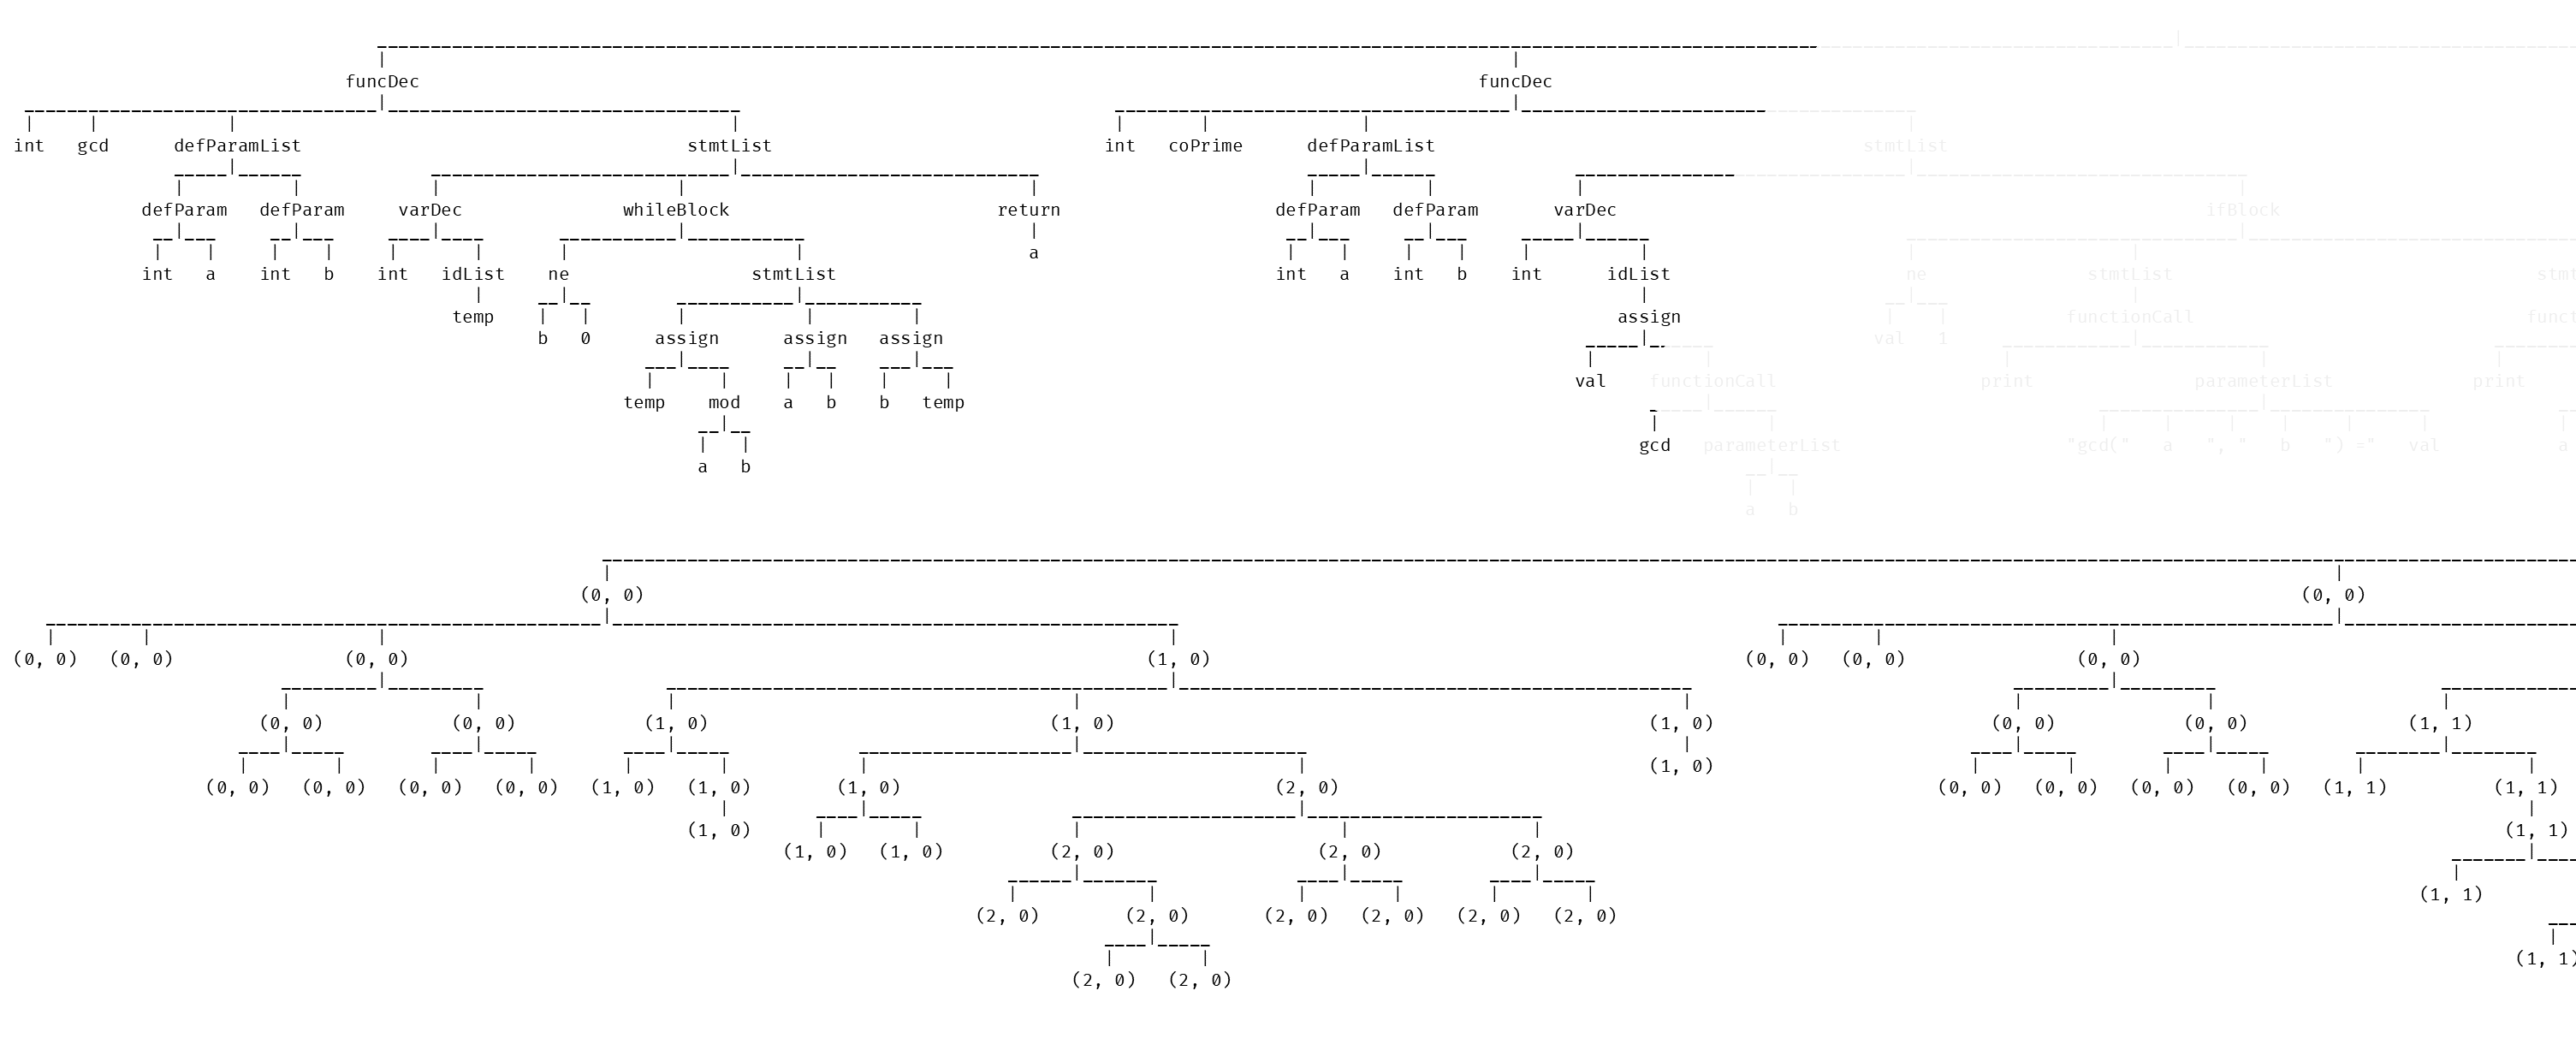 funcDec funcDec
int gcd defParamList stmtList int coPrime defParamList stmtList
defParam defParam varDec whileBlock return defParam defParam varDec ifBlock
a
int a int b int idList ne stmtList int a int b int idList ne stmtList
temp assign functionCall
b 0 assign assign assign val 1
val functionCall print parameterList print
temp mod a b b temp
gcd parameterList "gcd(" a ", " b ") =" val a
a b
a b
(0, 0) (0, 0)
(0, 0) (0, 0) (0, 0) (1, 0) (0, 0) (0, 0) (0, 0)
(0, 0) (0, 0) (1, 0) (1, 0) (1, 0) (0, 0) (0, 0) (1, 1)
(1, 0)
(0, 0) (0, 0) (0, 0) (0, 0) (1, 0) (1, 0) (1, 0) (2, 0) (0, 0) (0, 0) (0, 0) (0, 0) (1, 1) (1, 1)
(1, 0) (1, 1)
(1, 0) (1, 0) (2, 0) (2, 0) (2, 0)
(1, 1)
(2, 0) (2, 0) (2, 0) (2, 0) (2, 0) (2, 0)
(1, 1)
(2, 0) (2, 0)